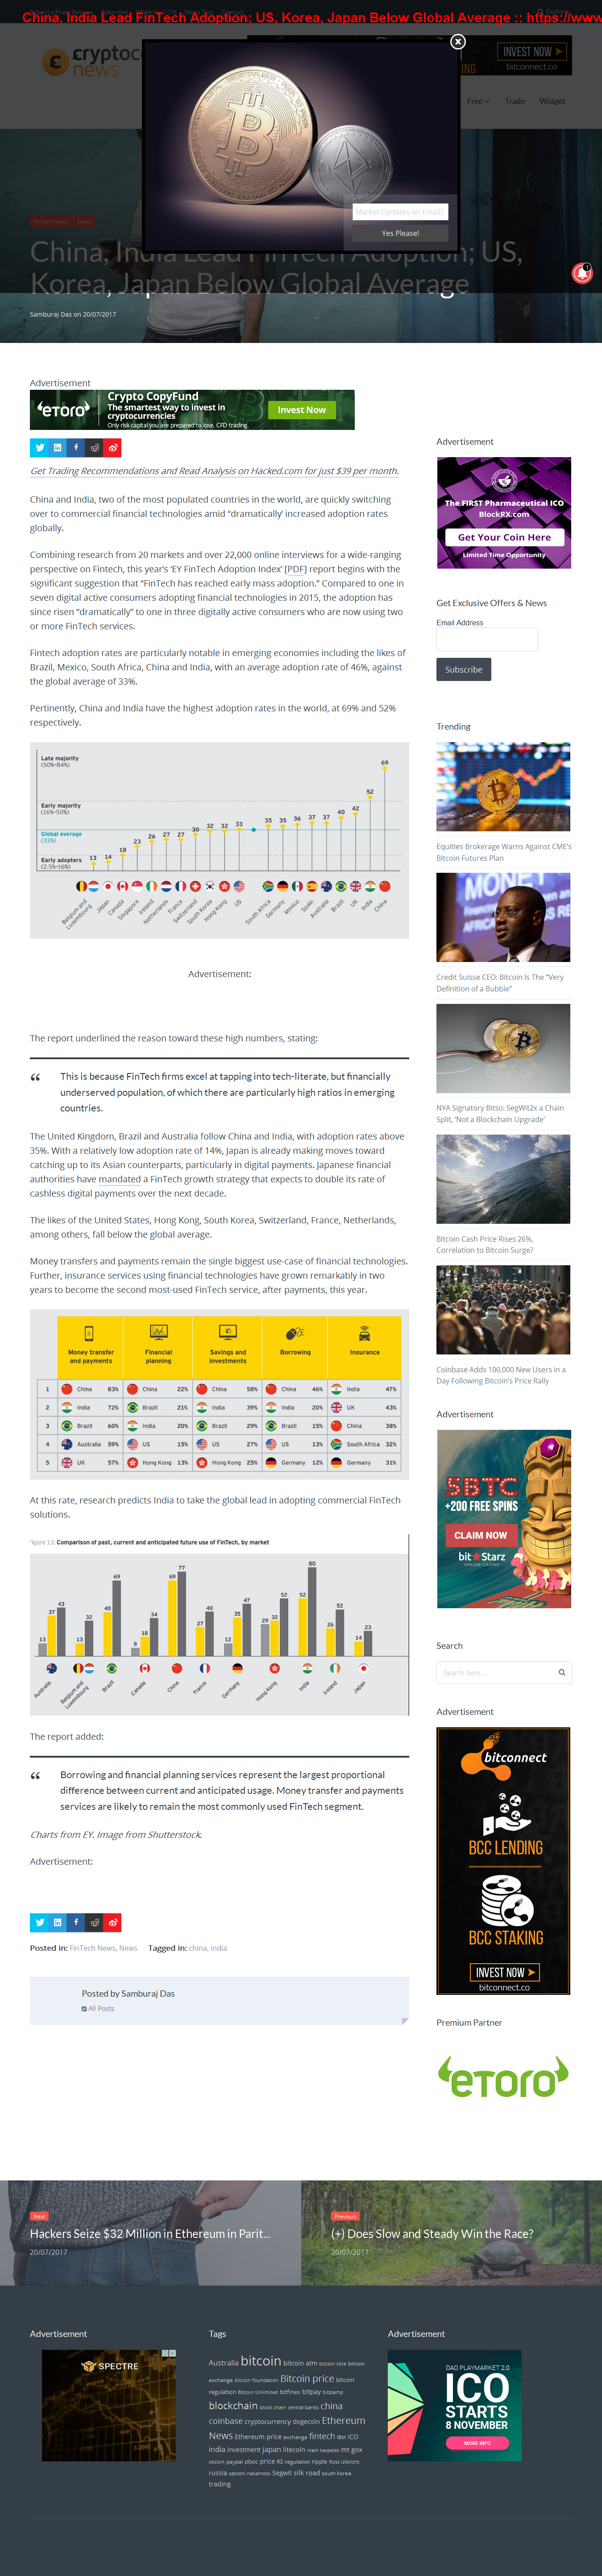 China, India Lead FinTech Adoption; US, Korea, Japan Below Global Average :: https://www
cryptoc
news
INVEST NOW
bitconnect.co
Free
Trade
Widget
Market Updates on Email?
Yes Please!
FinTech News
News
China, India Lead FinTech Adoption; US,
Korea, Japan Below Global Average
Samburaj Das on 20/07/2017
Advertisement
eToro
Crypto CopyFund
The smartest way to invest in
cryptocurrencies
Only risk capital you are prepared to lose. CFD trading.
Invest Now
Get Trading Recommendations and Read Analysis on Hacked.com for just $39 per month.
China and India, two of the most populated countries in the world, are quickly switching
over to commercial financial technologies amid “dramatically’ increased adoption rates
globally.
Combining research from 20 markets and over 22,000 online interviews for a wide-ranging
perspective on Fintech, this year’s ‘EY FinTech Adoption Index’ [PDF] report begins with the
significant suggestion that “FinTech has reached early mass adoption.” Compared to one in
seven digital active consumers adopting financial technologies in 2015, the adoption has
since risen “dramatically” to one in three digitally active consumers who are now using two
or more FinTech services.
Fintech adoption rates are particularly notable in emerging economies including the likes of
Brazil, Mexico, South Africa, China and India, with an average adoption rate of 46%, against
the global average of 33%.
Pertinently, China and India have the highest adoption rates in the world, at 69% and 52%
respectively.
Late majority
(50%-84%)
Early majority
(16%-50%)
Global average
(33%)
Early adopters
(2.5%-16%)
13 14 18 23 26 27 27 30 32 32 33 35 35 36 37 37 40 42 52 69
Belgium and Luxembourg Japan Canada Singapore Ireland Netherlands France Switzerland South Korea Hong Kong US South Africa Germany Mexico Spain Australia Brazil UK India China
Advertisement:
The report underlined the reason toward these high numbers, stating:
“ This is because FinTech firms excel at tapping into tech-literate, but financially
underserved population, of which there are particularly high ratios in emerging
countries.
The United Kingdom, Brazil and Australia follow China and India, with adoption rates above
35%. With a relatively low adoption rate of 14%, Japan is already making moves toward
catching up to its Asian counterparts, particularly in digital payments. Japanese financial
authorities have mandated a FinTech growth strategy that expects to double its rate of
cashless digital payments over the next decade.
The likes of the United States, Hong Kong, South Korea, Switzerland, France, Netherlands,
among others, fall below the global average.
Money transfers and payments remain the single biggest use-case of financial technologies.
Further, insurance services using financial technologies have grown remarkably in two
years to become the second most-used FinTech service, after payments, this year.
Money transfer and payments
Financial planning
Savings and investments
Borrowing
Insurance
1 China 83% China 22% China 58% China 46% India 47%
2 India 72% Brazil 21% India 39% India 20% UK 43%
3 Brazil 60% India 20% Brazil 29% Brazil 15% China 38%
4 Australia 59% US 15% US 27% US 13% South Africa 32%
5 UK 57% Hong Kong 13% Hong Kong 25% Germany 12% Germany 31%
At this rate, research predicts India to take the global lead in adopting commercial FinTech
solutions.
Figure 13: Comparison of past, current and anticipated future use of FinTech, by market
13 37 43 13 32 40 69 8 18 34 69 77 27 40 12 35 47 29 32 52 52 80 26 52 14 23
Australia Belgium and Luxembourg Brazil Canada China France Germany Hong Kong India Ireland Japan
The report added:
“ Borrowing and financial planning services represent the largest proportional
difference between current and anticipated usage. Money transfer and payments
services are likely to remain the most commonly used FinTech segment.
Charts from EY. Image from Shutterstock.
Advertisement:
Posted in: FinTech News, News Tagged in: china, india
Posted by Samburaj Das
All Posts
Advertisement
The FIRST Pharmaceutical ICO
BlockRX.com
Get Your Coin Here
Limited Time Opportunity
Get Exclusive Offers & News
Email Address
Subscribe
Trending
Equities Brokerage Warns Against CME’s
Bitcoin Futures Plan
Credit Suisse CEO: Bitcoin Is The “Very
Definition of a Bubble”
NYA Signatory Bitso: SegWit2x a Chain
Split, ‘Not a Blockchain Upgrade’
Bitcoin Cash Price Rises 26%,
Correlation to Bitcoin Surge?
Coinbase Adds 100,000 New Users in a
Day Following Bitcoin’s Price Rally
Advertisement
5BTC
+200 FREE SPINS
CLAIM NOW
bitStarz
Search
Search here...
Advertisement
bitconnect
BCC LENDING
BCC STAKING
INVEST NOW
bitconnect.co
Premium Partner
eToro
Next
Hackers Seize $32 Million in Ethereum in Parit...
20/07/2017
Previous
(+) Does Slow and Steady Win the Race?
20/07/2017
Advertisement
SPECTRE
Tags
Australia bitcoin bitcoin atm bitcoin core bitcoin
exchange bitcoin foundation Bitcoin price bitcoin
regulation Bitcoin Unlimited bitfinex bitpay bitstamp
blockchain block chain central banks china
coinbase cryptocurrency dogecoin Ethereum
News Ethereum price exchange fintech IBM ICO
india investment japan litecoin mark karpeles mt gox
okcoin paypal pboc price R3 regulation ripple Ross Ulbricht
russia satoshi nakamoto Segwit silk road south korea
trading
Advertisement
DAO PLAYMARKET 2.0
ICO
STARTS
8 NOVEMBER
MORE INFO